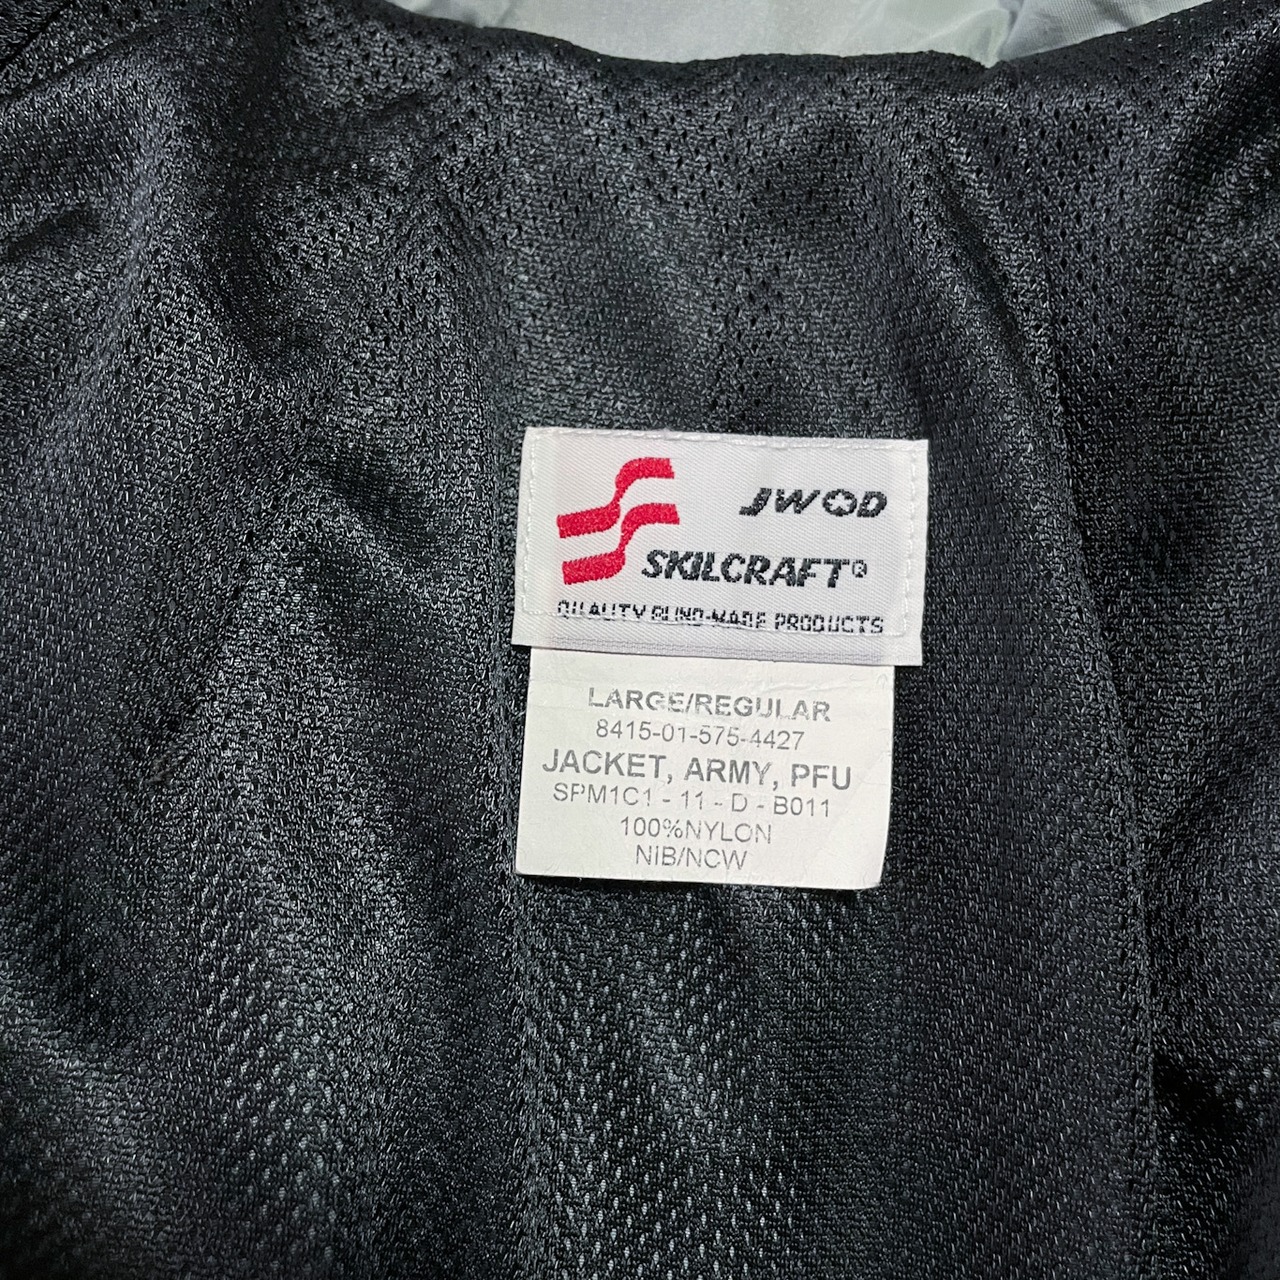 JWOD
SKILCRAFT®
QUALITY BLIND-MADE PRODUCTS
LARGE/REGULAR
8415-01-575-4427
JACKET, ARMY, PFU
SPM1C1 - 11 - D - B011
100%NYLON
NIB/NCW